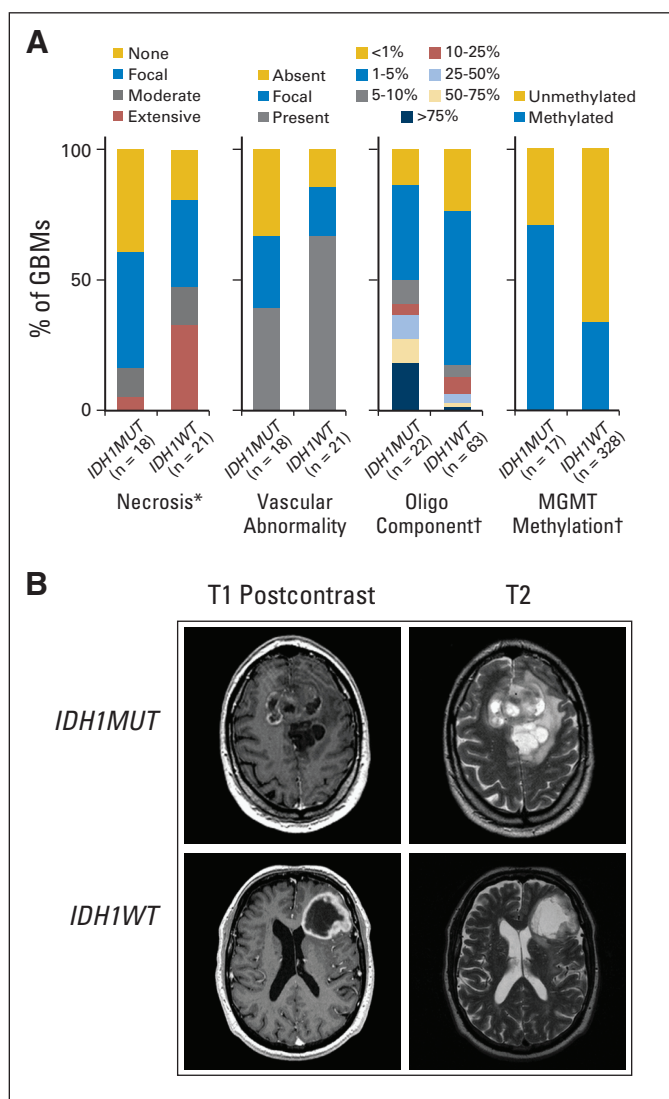 A
None
Focal
Moderate
Extensive
Absent
Focal
Present
<1%
1-5%
5-10%
10-25%
25-50%
50-75%
>75%
Unmethylated
Methylated
% of GBMs
100
50
0
IDH1MUT
(n = 18)
IDH1WT
(n = 21)
Necrosis*
IDH1MUT
(n = 18)
IDH1WT
(n = 21)
Vascular
Abnormality
IDH1MUT
(n = 22)
IDH1WT
(n = 63)
Oligo
Component†
IDH1MUT
(n = 17)
IDH1WT
(n = 328)
MGMT
Methylation†
B
T1 Postcontrast
T2
IDH1MUT
IDH1WT